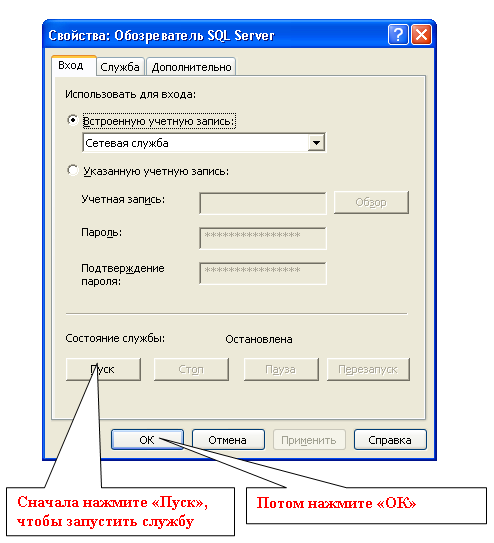 Свойства: Обозреватель SQL Server
Вход
Служба
Дополнительно
Использовать для входа:
Встроенную учетную запись:
Сетевая служба
Указанную учетную запись:
Учетная запись:
Обзор
Пароль:
****************
Подтверждение
пароля:
****************
Состояние службы:
Остановлена
Пуск
Стоп
Пауза
Перезапуск
ОК
Отмена
Применить
Справка
Сначала нажмите «Пуск»,
чтобы запустить службу
Потом нажмите «ОК»